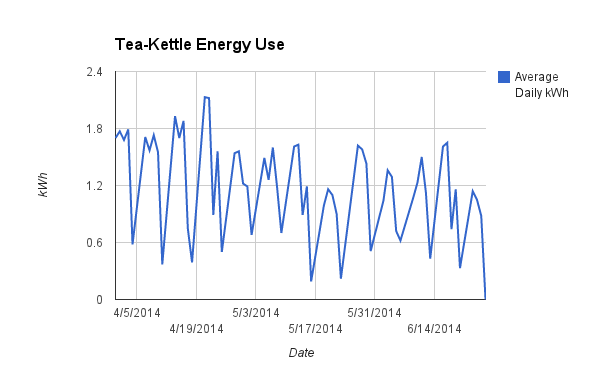 Tea-Kettle Energy Use
2.4
1.8
1.2
0.6
0
kWh
Average
Daily kWh
4/5/2014
4/19/2014
5/3/2014
5/17/2014
5/31/2014
6/14/2014
Date